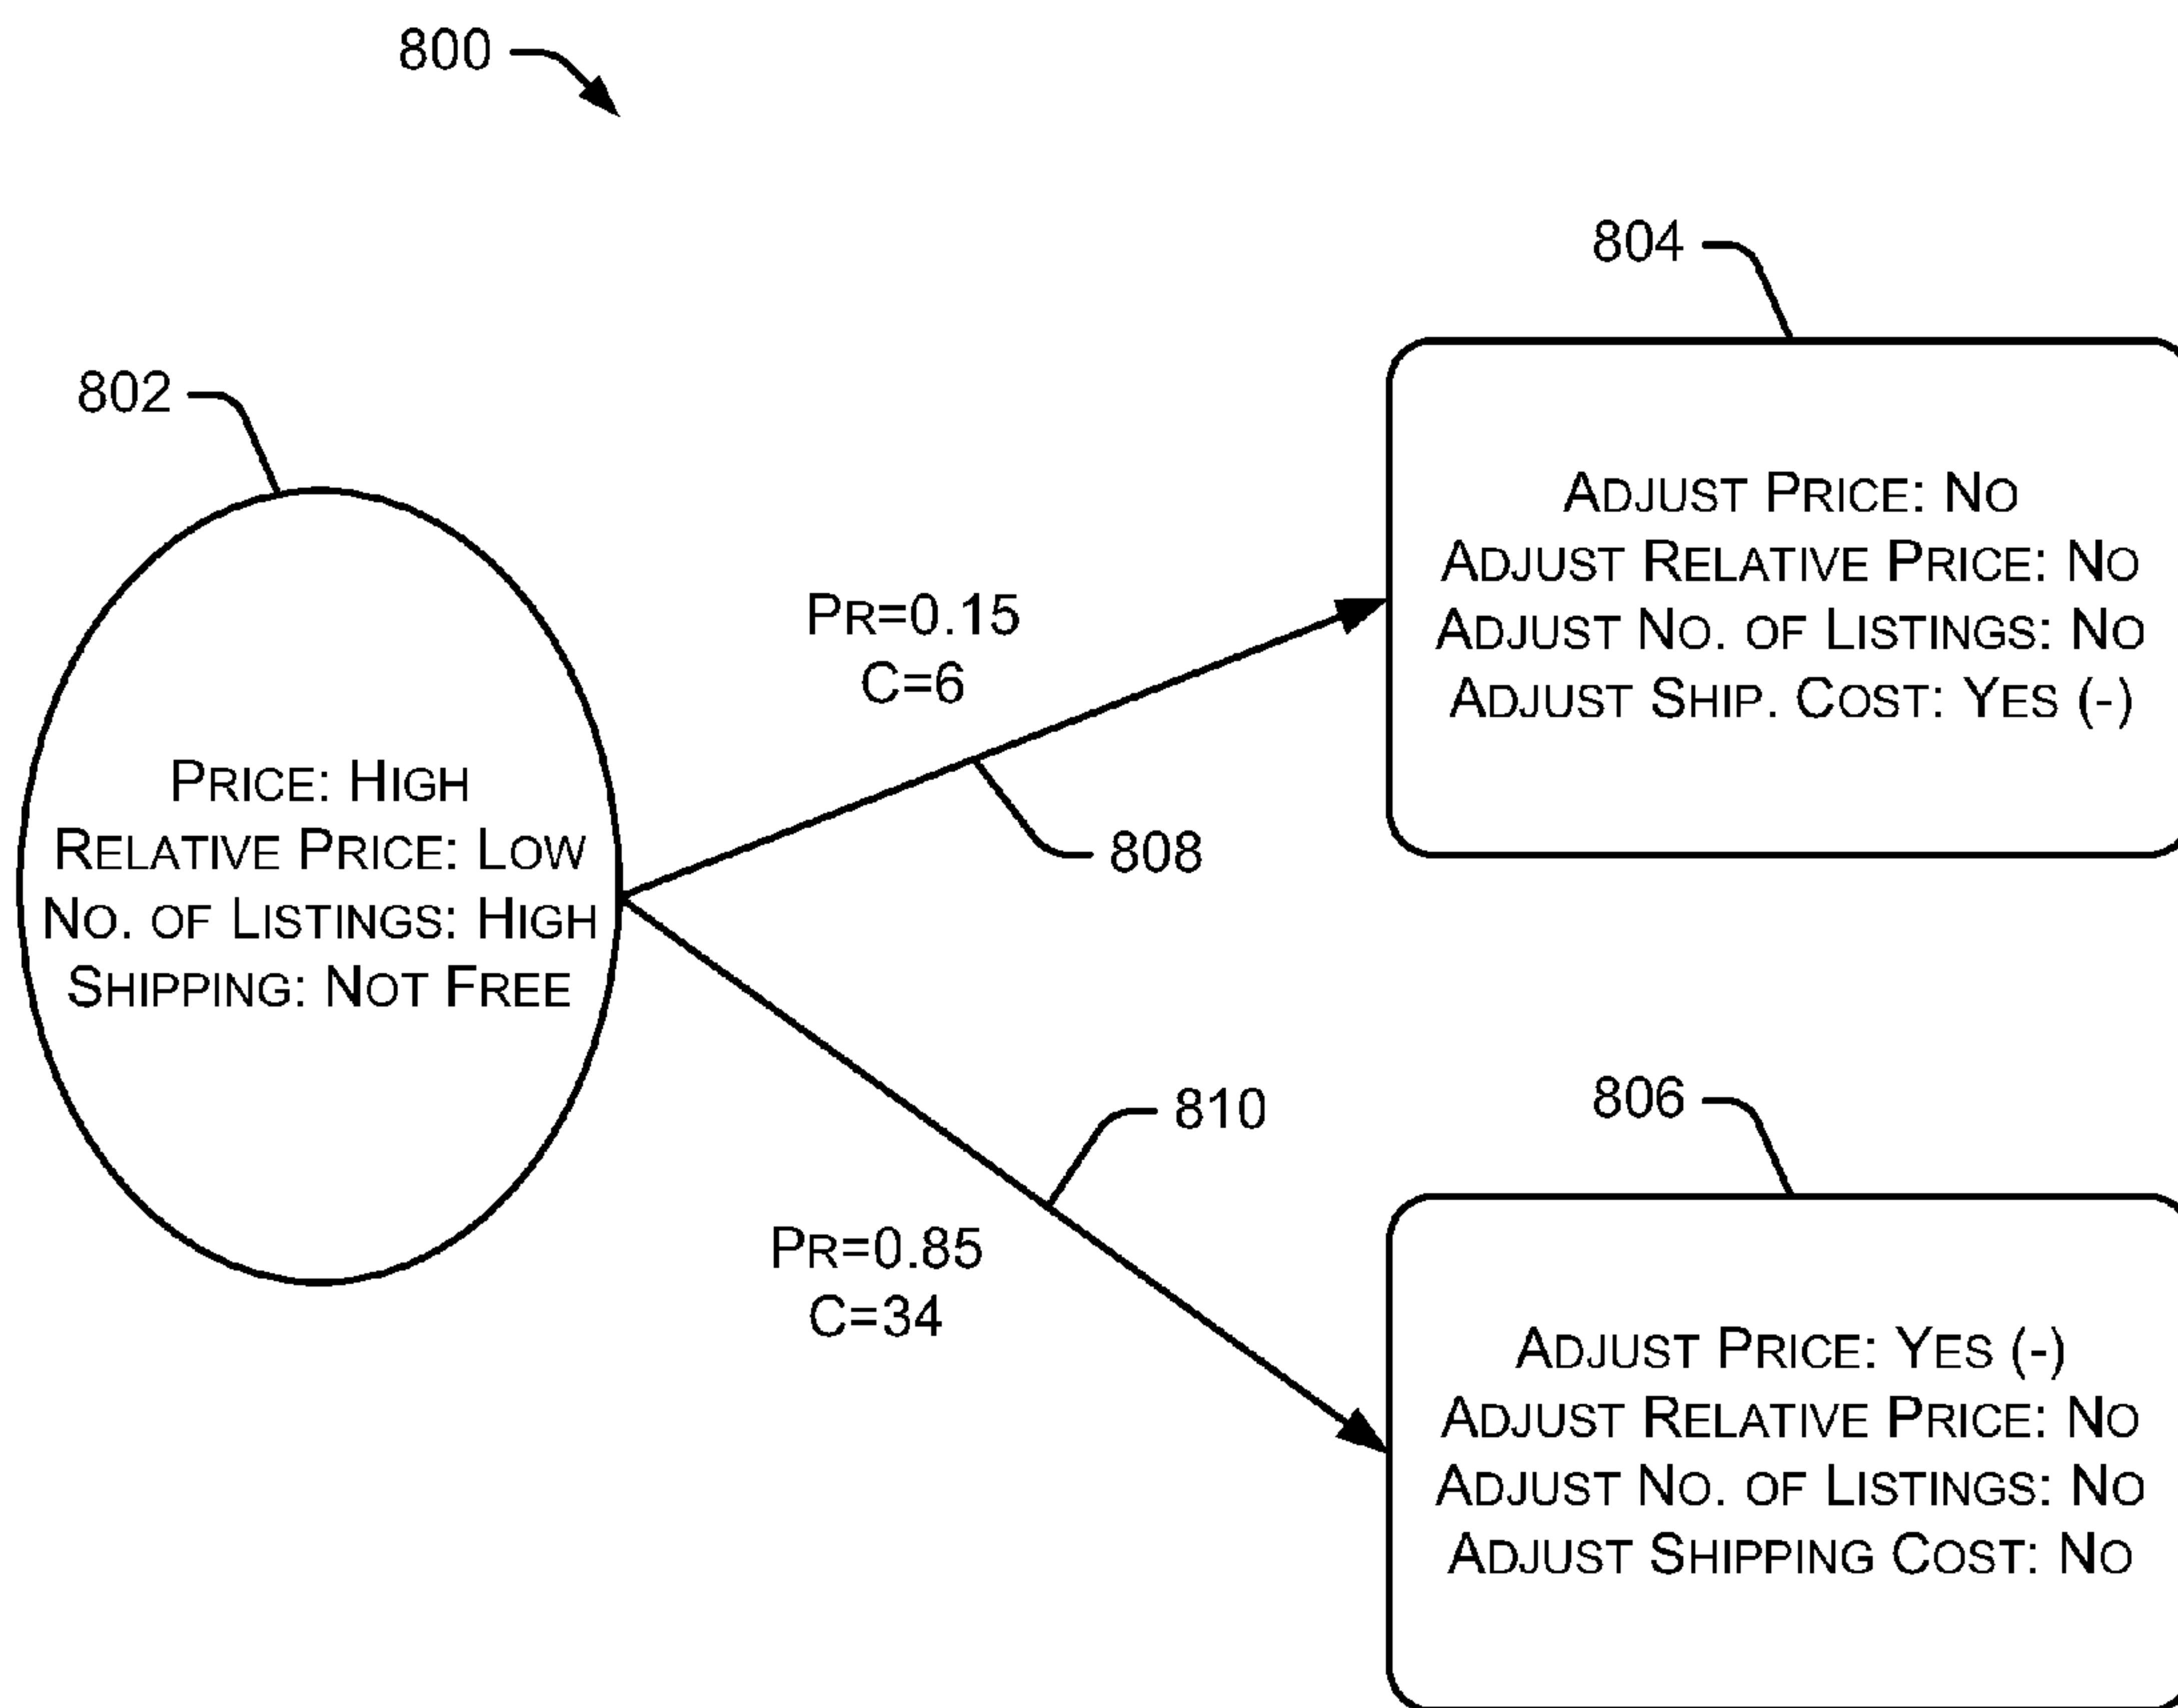 800
802
PRICE: HIGH
RELATIVE PRICE: LOW
NO. OF LISTINGS: HIGH
SHIPPING: NOT FREE
PR=0.15
C=6
808
804
ADJUST PRICE: NO
ADJUST RELATIVE PRICE: NO
ADJUST NO. OF LISTINGS: NO
ADJUST SHIP. COST: YES (-)
810
PR=0.85
C=34
806
ADJUST PRICE: YES (-)
ADJUST RELATIVE PRICE: NO
ADJUST NO. OF LISTINGS: NO
ADJUST SHIPPING COST: NO